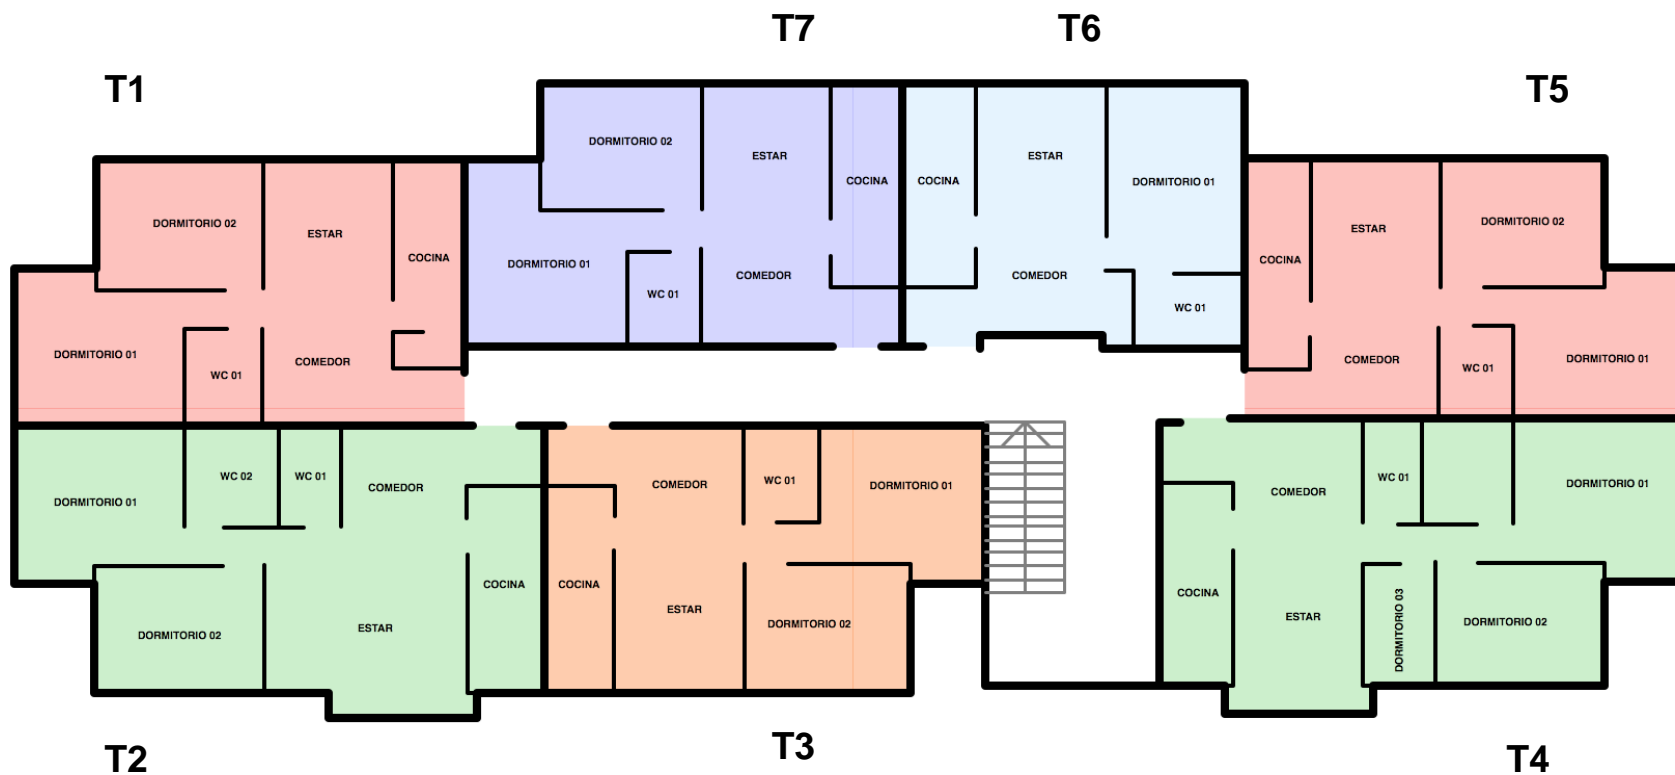 T7
T6
T1
T5
DORMITORIO 02
ESTAR
COCINA
DORMITORIO 01
WC 01
COMEDOR
COCINA
ESTAR
DORMITORIO 01
COMEDOR
WC 01
DORMITORIO 02
ESTAR
COCINA
DORMITORIO 01
WC 01
COMEDOR
COCINA
ESTAR
DORMITORIO 02
COMEDOR
WC 01
DORMITORIO 01
DORMITORIO 01
WC 02
WC 01
COMEDOR
DORMITORIO 02
ESTAR
COCINA
COCINA
COMEDOR
WC 01
DORMITORIO 01
ESTAR
DORMITORIO 02
COMEDOR
WC 01
DORMITORIO 01
COCINA
ESTAR
DORMITORIO 03
DORMITORIO 02
T2
T3
T4